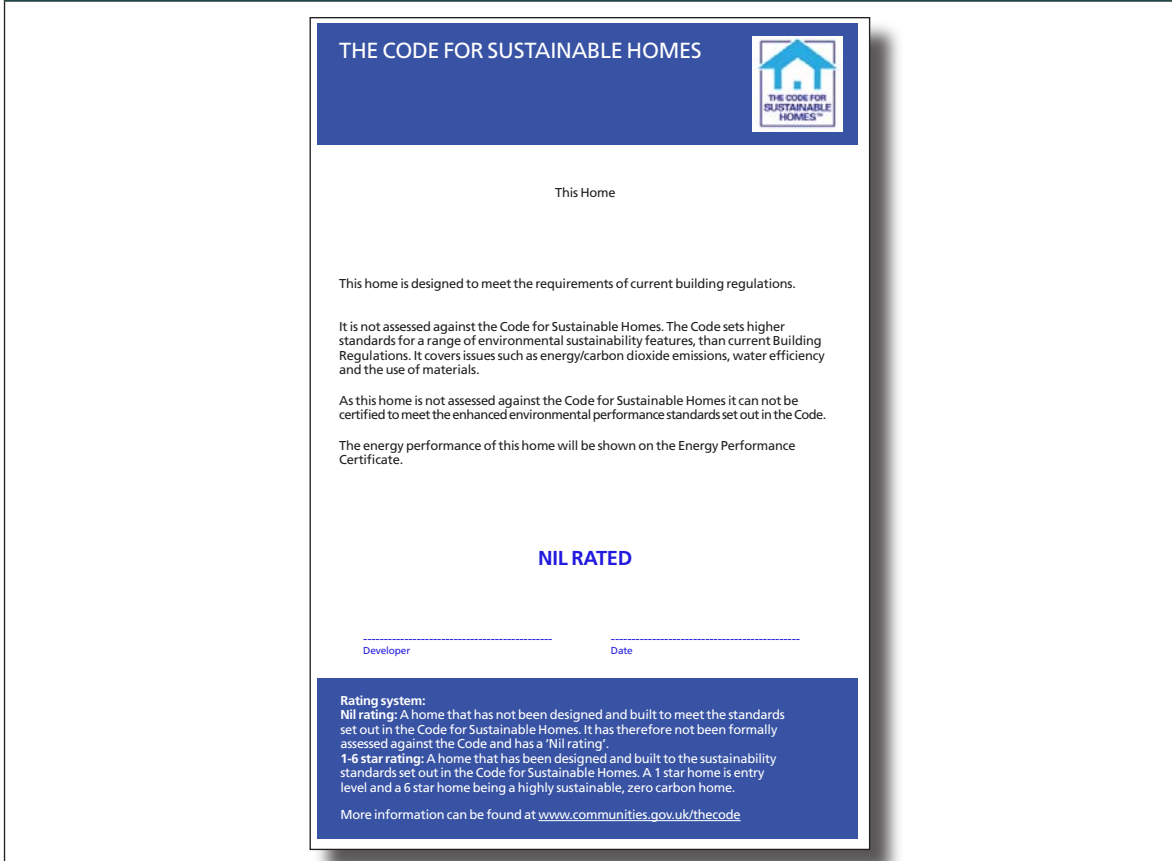 THE CODE FOR SUSTAINABLE HOMES
THE CODE FOR
SUSTAINABLE
HOMES™
This Home
This home is designed to meet the requirements of current building regulations.
It is not assessed against the Code for Sustainable Homes. The Code sets higher
standards for a range of environmental sustainability features, than current Building
Regulations. It covers issues such as energy/carbon dioxide emissions, water efficiency
and the use of materials.
As this home is not assessed against the Code for Sustainable Homes it can not be
certified to meet the enhanced environmental performance standards set out in the Code.
The energy performance of this home will be shown on the Energy Performance
Certificate.
NIL RATED
Developer Date
Rating system:
Nil rating: A home that has not been designed and built to meet the standards
set out in the Code for Sustainable Homes. It has therefore not been formally
assessed against the Code and has a ‘Nil rating’.
1-6 star rating: A home that has been designed and built to the sustainability
standards set out in the Code for Sustainable Homes. A 1 star home is entry
level and a 6 star home being a highly sustainable, zero carbon home.
More information can be found at www.communities.gov.uk/thecode